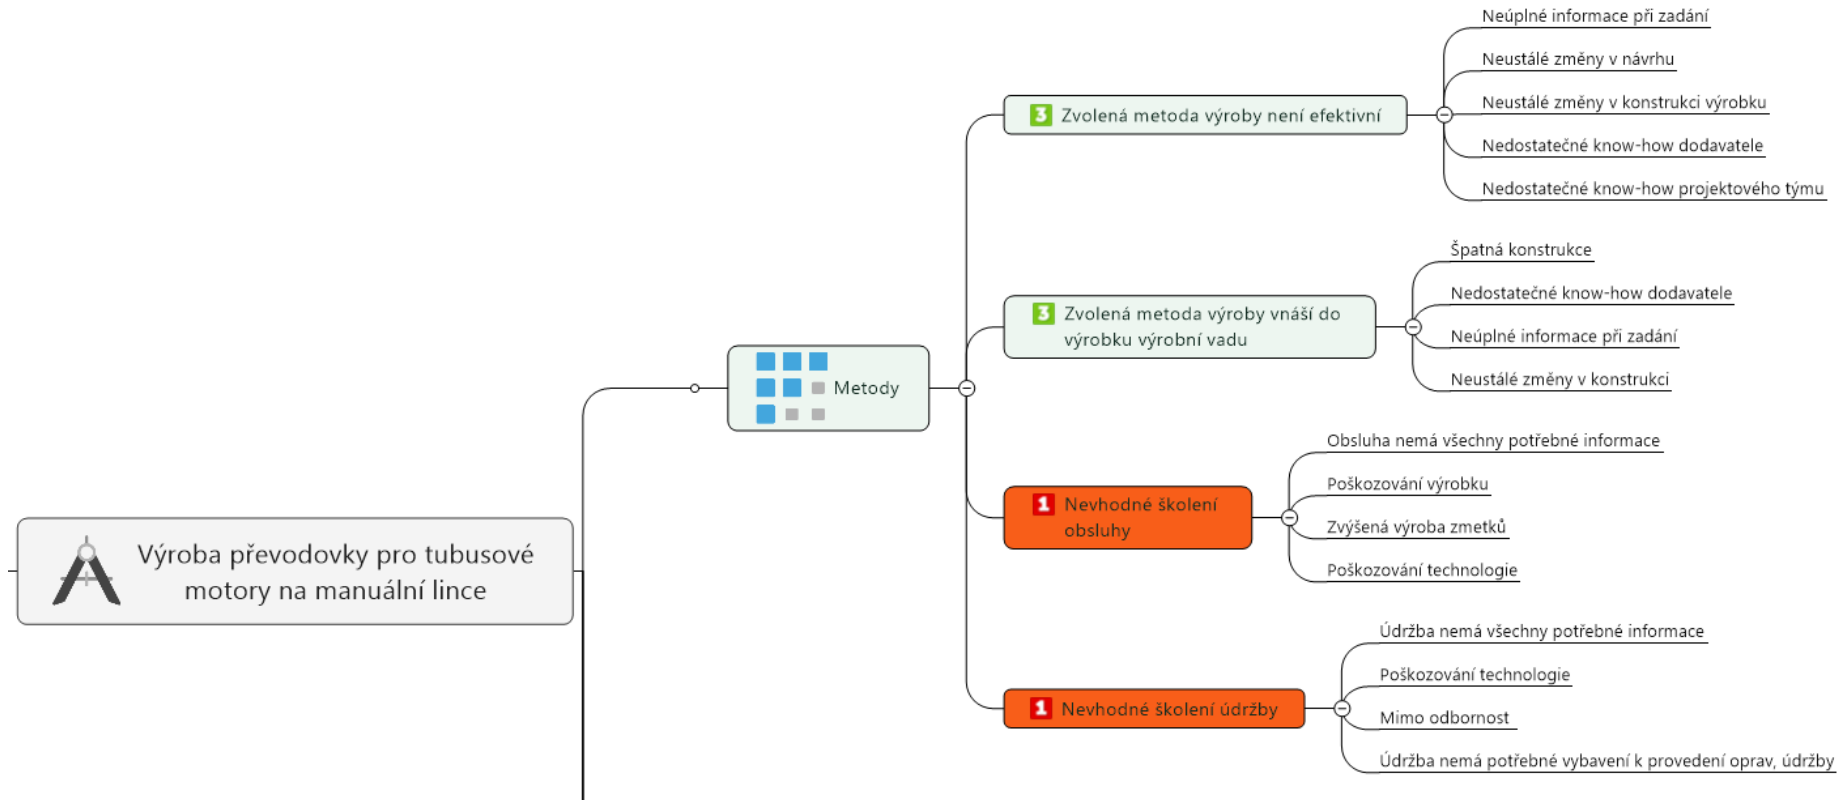 Výroba převodovky pro tubusové
motory na manuální lince
Metody
3 Zvolená metoda výroby není efektivní
Neúplné informace při zadání
Neustálé změny v návrhu
Neustálé změny v konstrukci výrobku
Nedostatečné know-how dodavatele
Nedostatečné know-how projektového týmu
3 Zvolená metoda výroby vnáší do
výrobku výrobní vadu
Špatná konstrukce
Nedostatečné know-how dodavatele
Neúplné informace při zadání
Neustálé změny v konstrukci
1 Nevhodné školení
obsluhy
Obsluha nemá všechny potřebné informace
Poškozování výrobku
Zvýšená výroba zmetků
Poškozování technologie
1 Nevhodné školení údržby
Údržba nemá všechny potřebné informace
Poškozování technologie
Mimo odbornost
Údržba nemá potřebné vybavení k provedení oprav, údržby